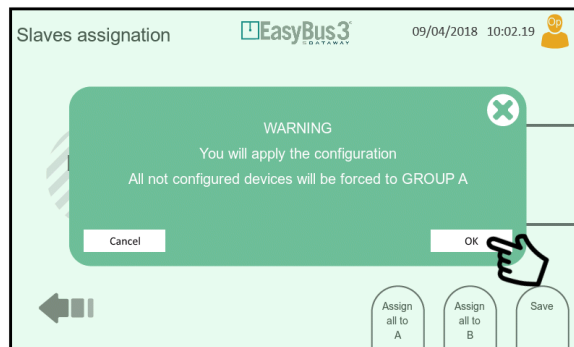 Slaves assignation
EasyBus3
DATAWAY
09/04/2018 10:02.19
Op
WARNING
You will apply the configuration
All not configured devices will be forced to GROUP A
Cancel
OK
Assign
all to
A
Assign
all to
B
Save